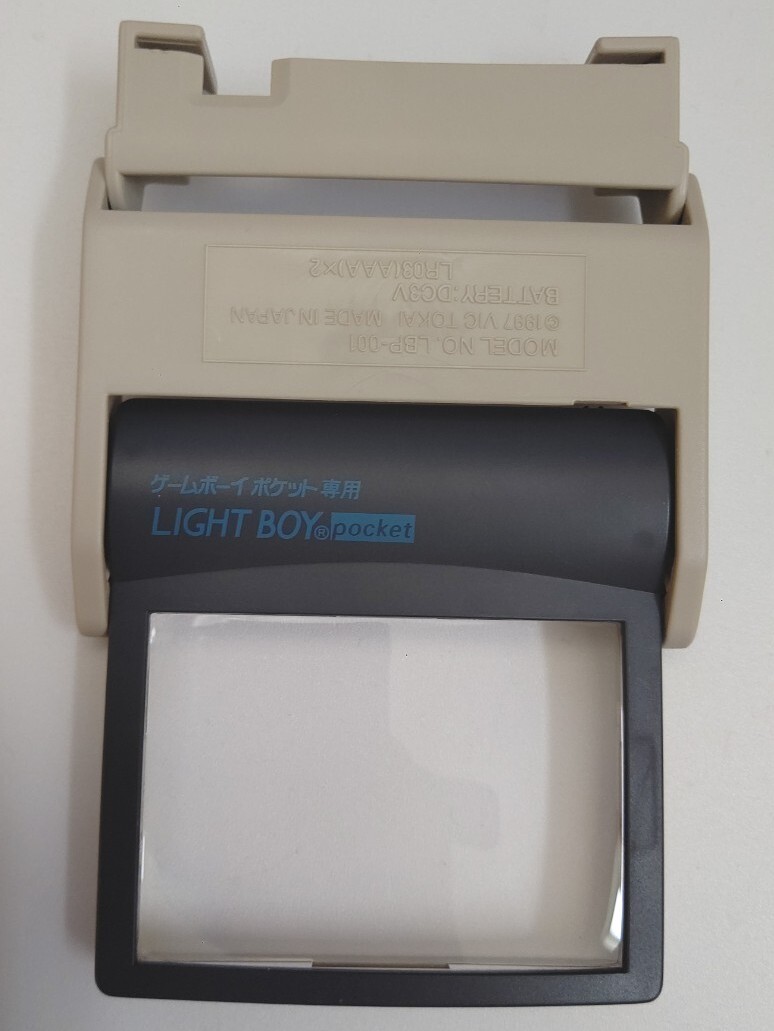 MODEL NO. LBP-001
©1997 VIC TOKAI MADE IN JAPAN
BATTERY:DC3V
LR03(AAA)×2
ゲームボーイポケット専用
LIGHT BOY® pocket